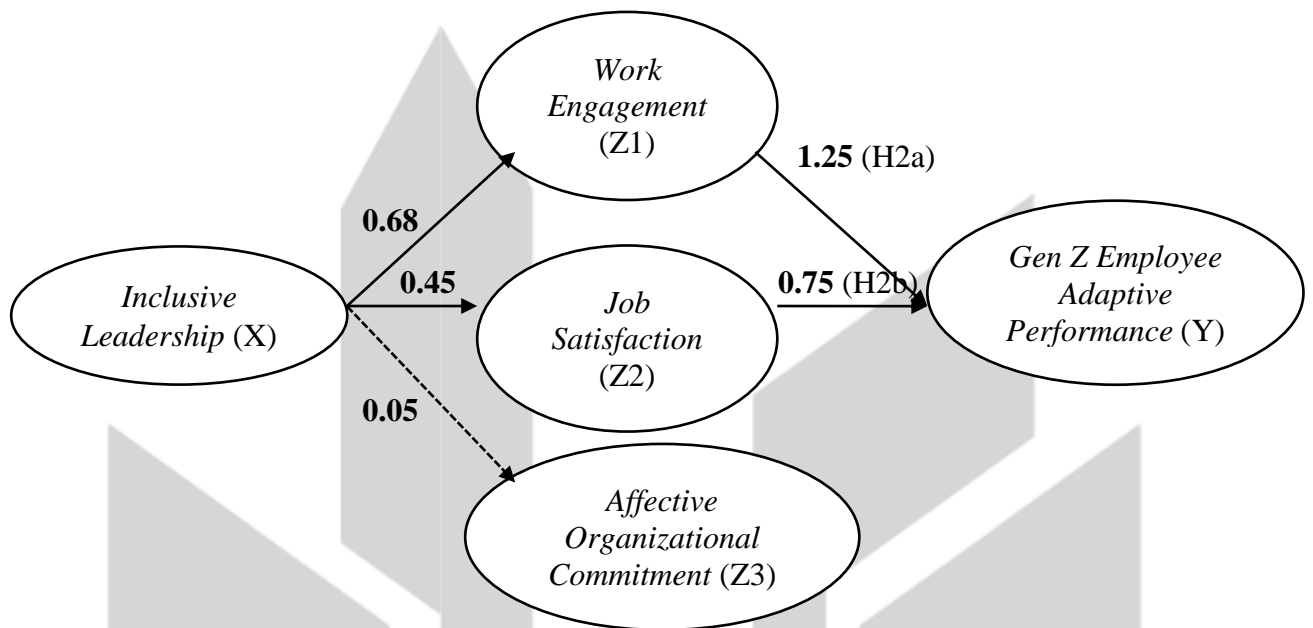 Work
Engagement
(Z1)
1.25 (H2a)
0.68
Inclusive
Leadership (X)
0.45
Job
Satisfaction
(Z2)
0.75 (H2b)
Gen Z Employee
Adaptive
Performance (Y)
0.05
Affective
Organizational
Commitment (Z3)